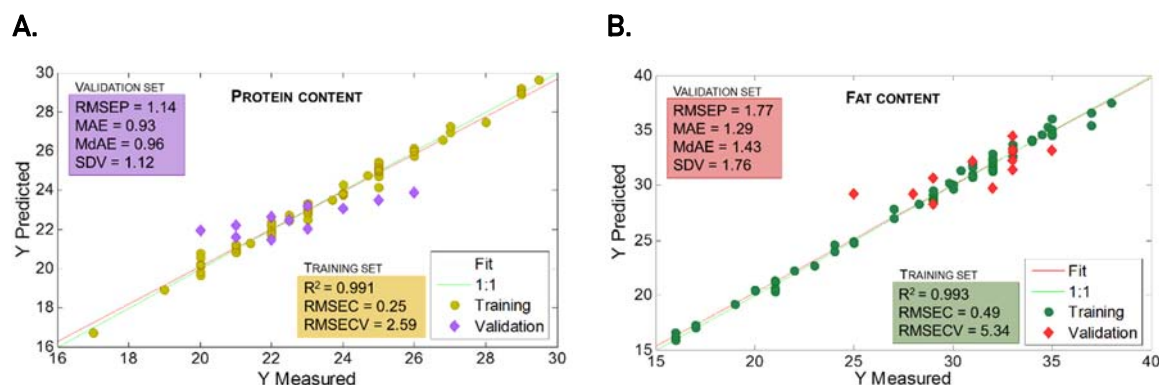 A.
B.
VALIDATION SET
RMSEP = 1.14
MAE = 0.93
MdAE = 0.96
SDV = 1.12
PROTEIN CONTENT
TRAINING SET
R² = 0.991
RMSEC = 0.25
RMSECV = 2.59
Fit
1:1
Training
Validation
30
28
26
24
22
20
18
16
Y Predicted
16 18 20 22 24 26 28 30
Y Measured
VALIDATION SET
RMSEP = 1.77
MAE = 1.29
MdAE = 1.43
SDV = 1.76
FAT CONTENT
TRAINING SET
R² = 0.993
RMSEC = 0.49
RMSECV = 5.34
Fit
1:1
Training
Validation
40
35
30
25
20
15
Y Predicted
15 20 25 30 35 40
Y Measured